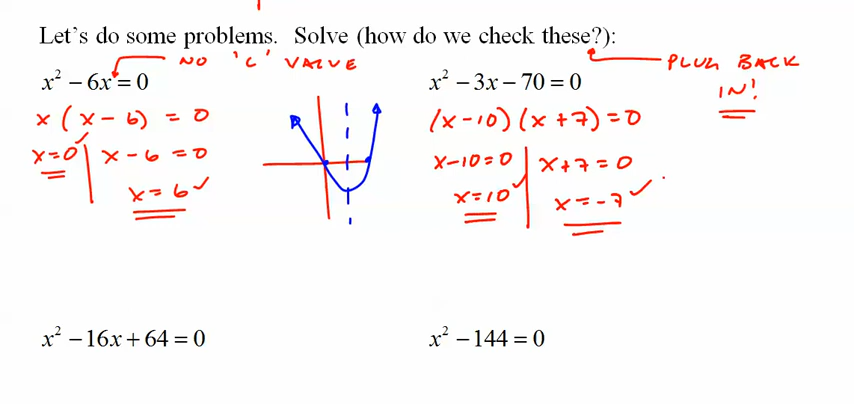 Let's do some problems. Solve (how do we check these?):
NO 'C' VALUE
PLUG BACK
IN!
x² − 6x = 0
x (x − 6) = 0
x = 0 | x − 6 = 0
x = 6 ✓
x² − 3x − 70 = 0
(x − 10) (x + 7) = 0
x − 10 = 0 | x + 7 = 0
x = 10 ✓ | x = −7 ✓
x² − 16x + 64 = 0
x² − 144 = 0